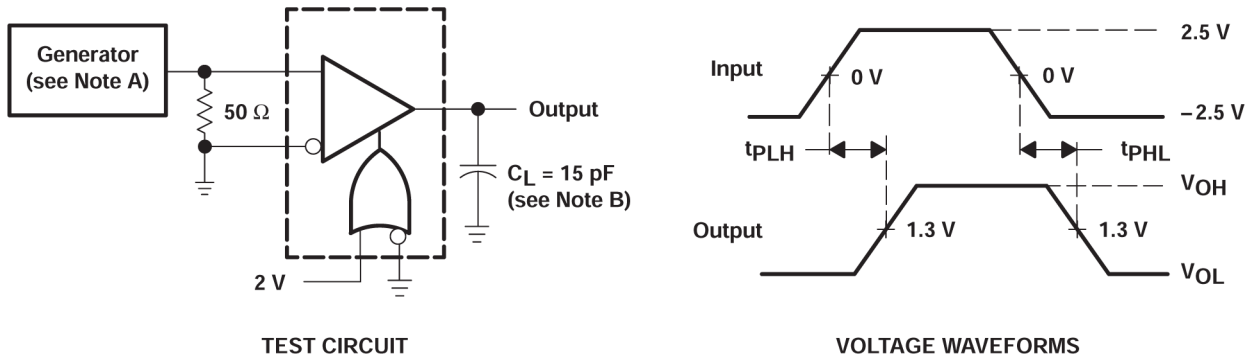 Generator
(see Note A)
50 Ω
Output
CL = 15 pF
(see Note B)
2 V
TEST CIRCUIT
Input
0 V
0 V
2.5 V
−2.5 V
tPLH
tPHL
Output
1.3 V
1.3 V
VOH
VOL
VOLTAGE WAVEFORMS